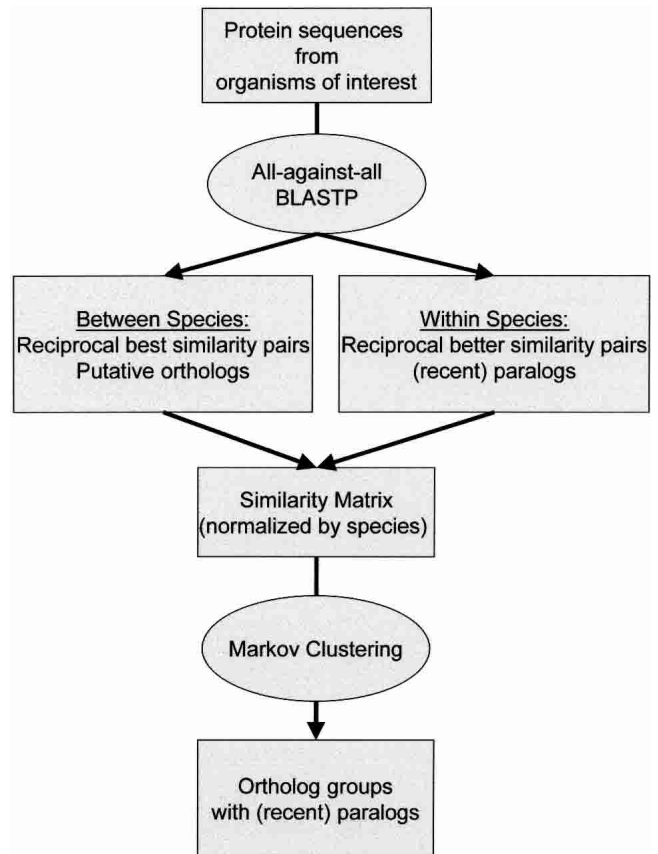 Protein sequences
from
organisms of interest
All-against-all
BLASTP
Between Species:
Reciprocal best similarity pairs
Putative orthologs
Within Species:
Reciprocal better similarity pairs
(recent) paralogs
Similarity Matrix
(normalized by species)
Markov Clustering
Ortholog groups
with (recent) paralogs